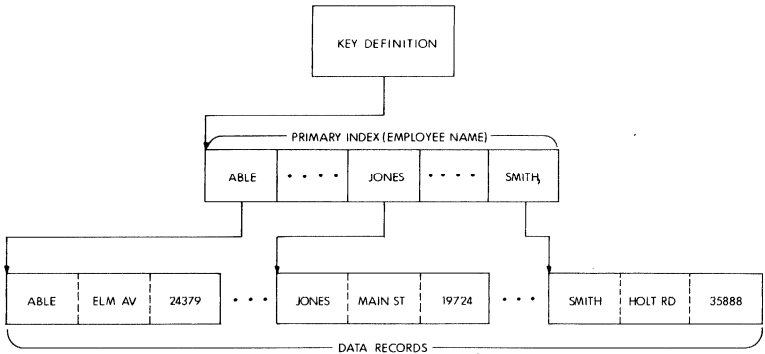 KEY DEFINITION
PRIMARY INDEX (EMPLOYEE NAME)
ABLE · · · · JONES · · · · SMITH
ABLE ELM AV 24379 · · · JONES MAIN ST 19724 · · · SMITH HOLT RD 35888
DATA RECORDS